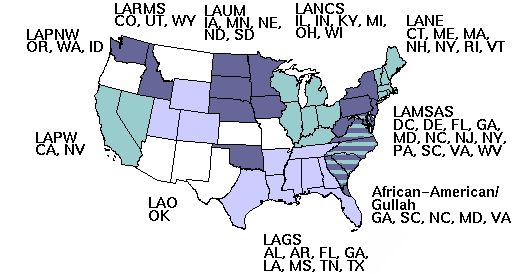 LAPNW
OR, WA, ID
LARMS
CO, UT, WY
LAUM
IA, MN, NE,
ND, SD
LANCS
IL, IN, KY, MI,
OH, WI
LANE
CT, ME, MA,
NH, NY, RI, VT
LAPW
CA, NV
LAMSAS
DC, DE, FL, GA,
MD, NC, NJ, NY,
PA, SC, VA, WV
LAO
OK
African-American/
Gullah
GA, SC, NC, MD, VA
LAGS
AL, AR, FL, GA,
LA, MS, TN, TX